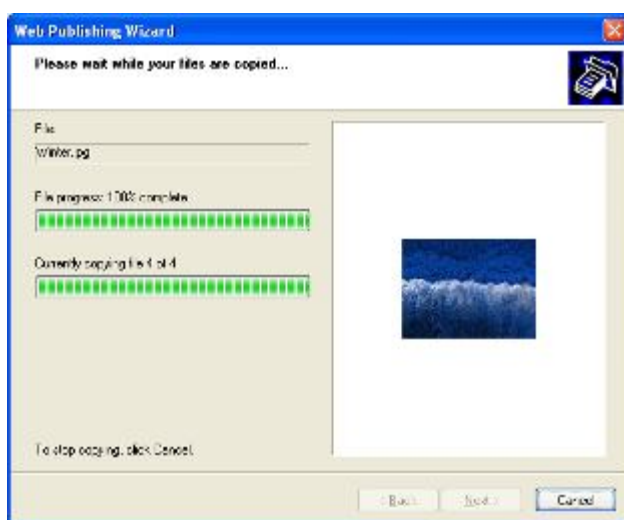 Web Publishing Wizard
Please wait while your files are copied...
File
Winter.jpg
File progress: 100% complete
Currently copying file 4 of 4
To stop copying, click Cancel.
< Back
Next >
Cancel